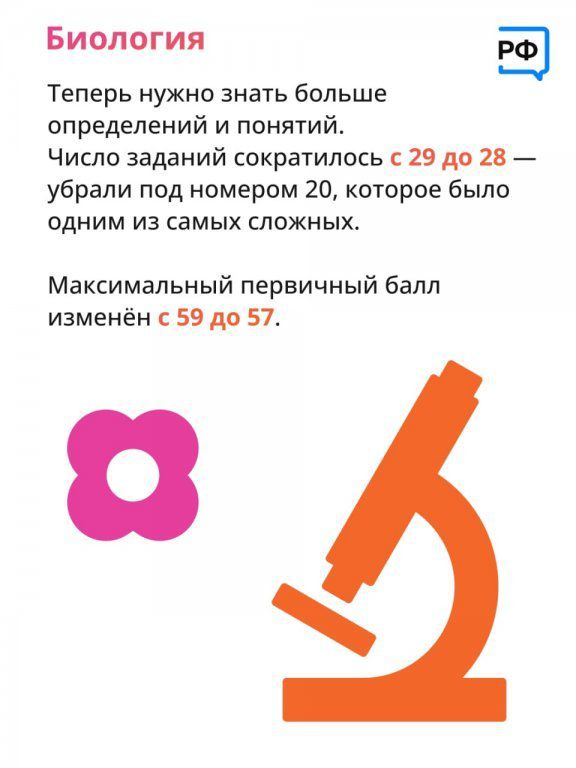 Биология
РФ
Теперь нужно знать больше
определений и понятий.
Число заданий сократилось с 29 до 28 —
убрали под номером 20, которое было
одним из самых сложных.
Максимальный первичный балл
изменён с 59 до 57.